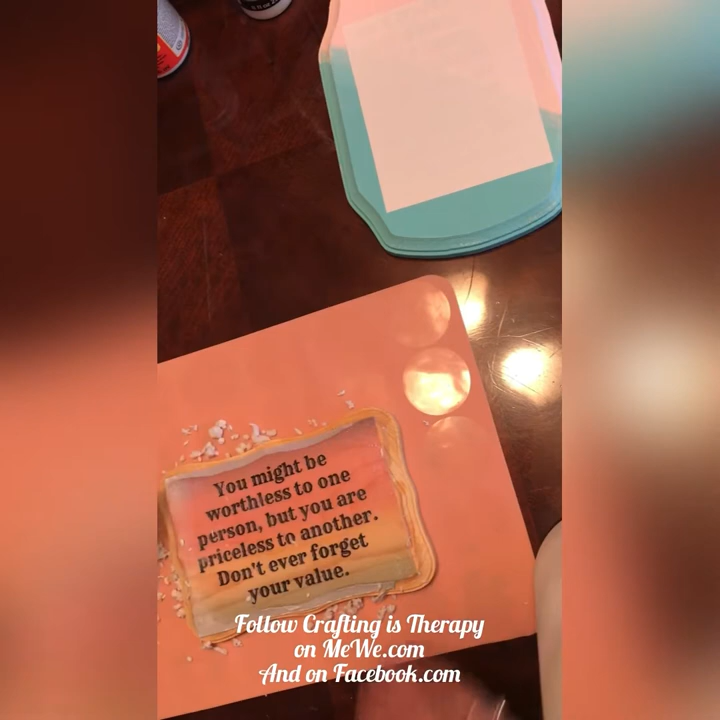 You might be
worthless to one
person, but you are
priceless to another.
Don't ever forget
your value.
Follow Crafting is Therapy
on MeWe.com
And on Facebook.com